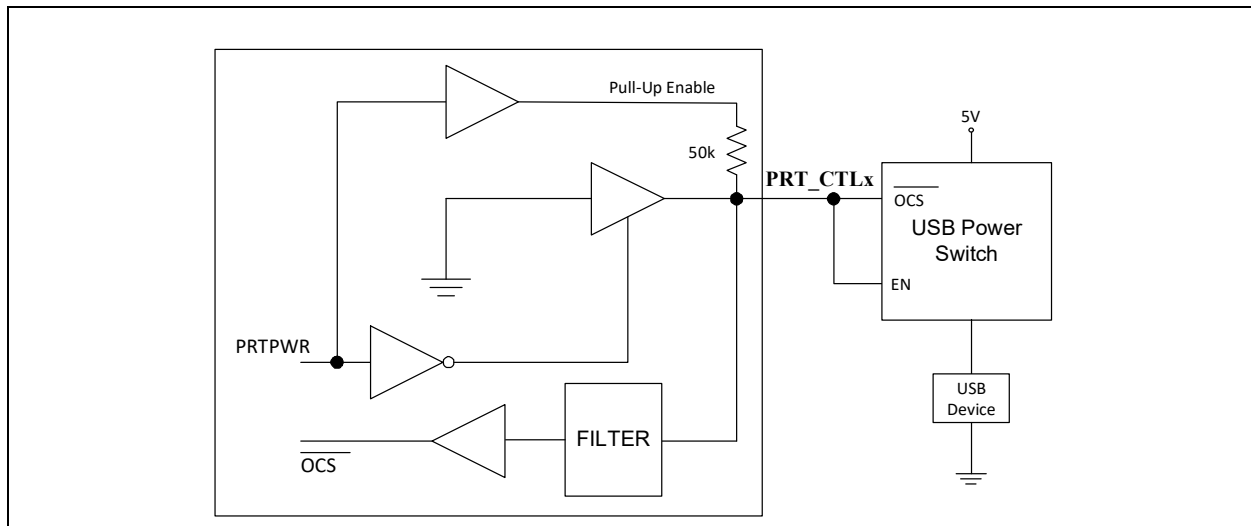 Pull-Up Enable
50k
PRT_CTLx
5V
OCS
USB Power
Switch
EN
PRTPWR
FILTER
OCS
USB
Device